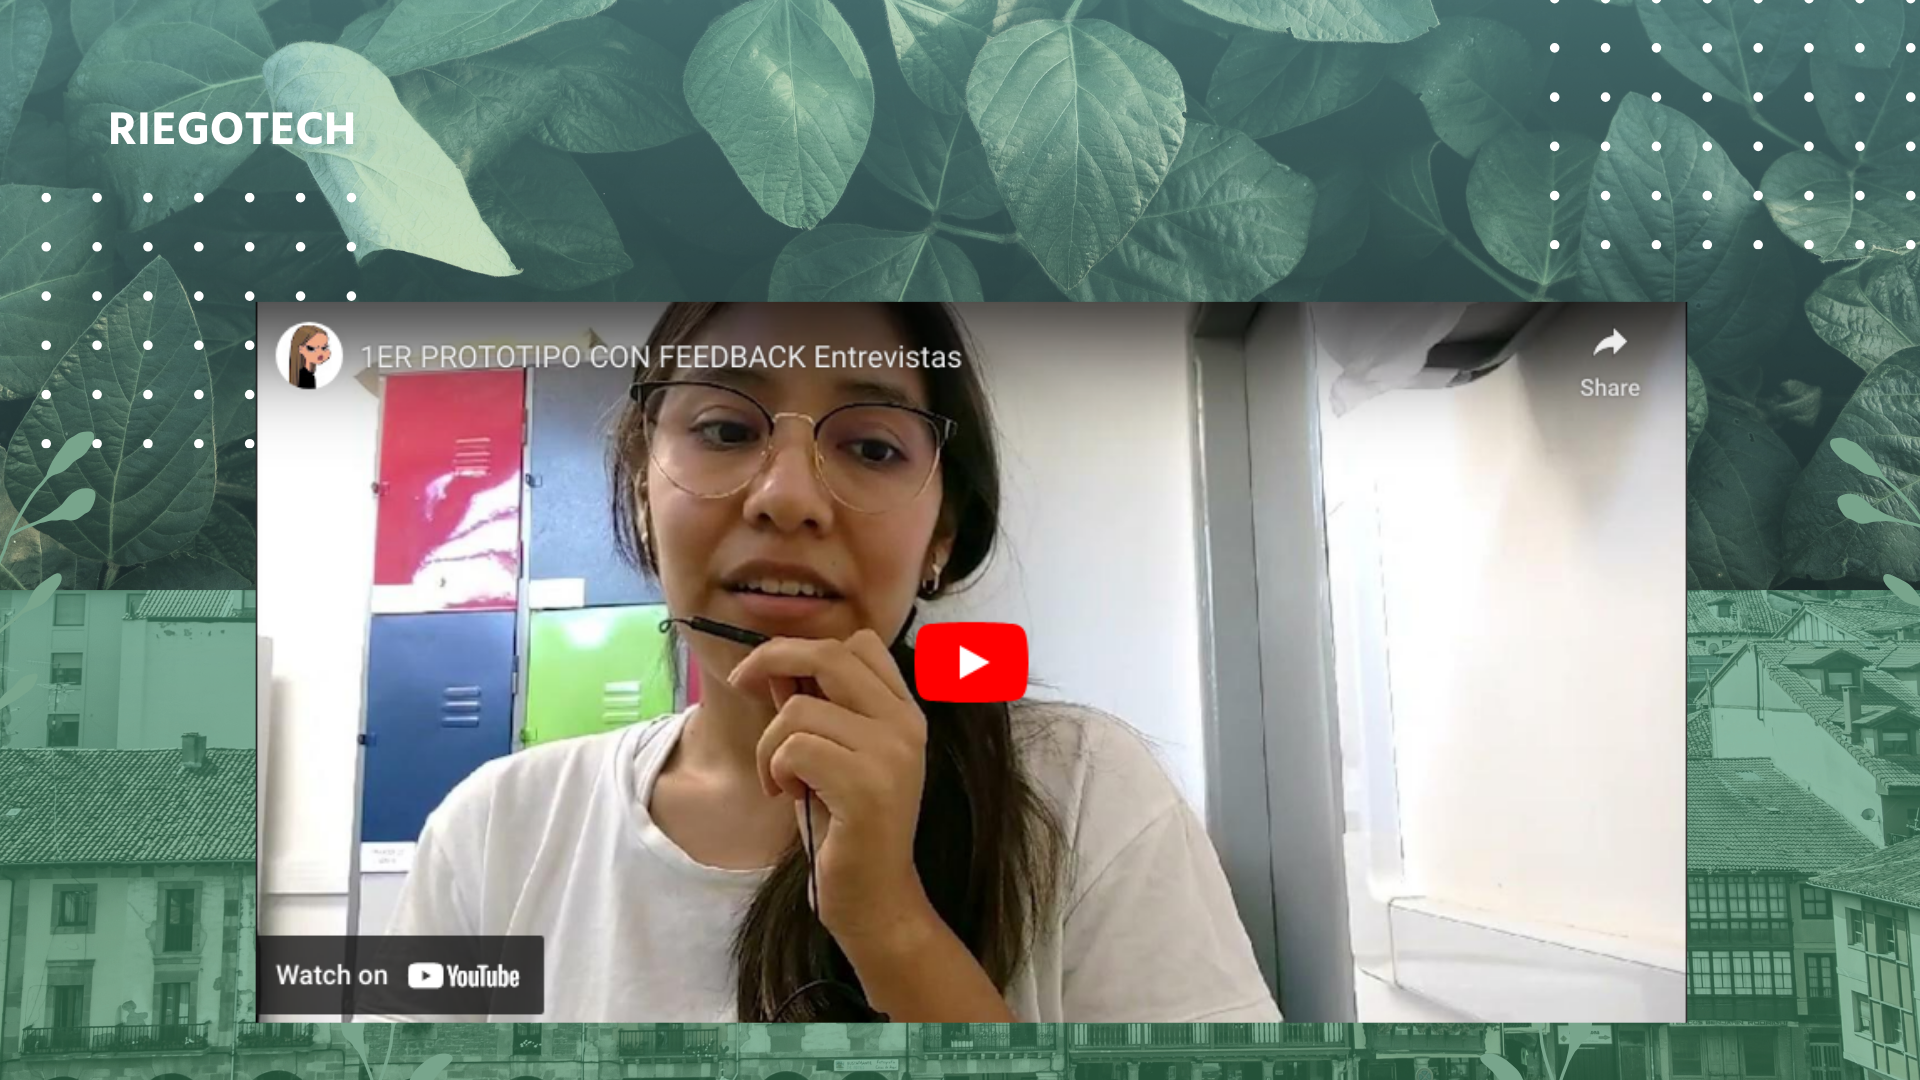 RIEGOTECH
1ER PROTOTIPO CON FEEDBACK Entrevistas
Share
Watch on YouTube